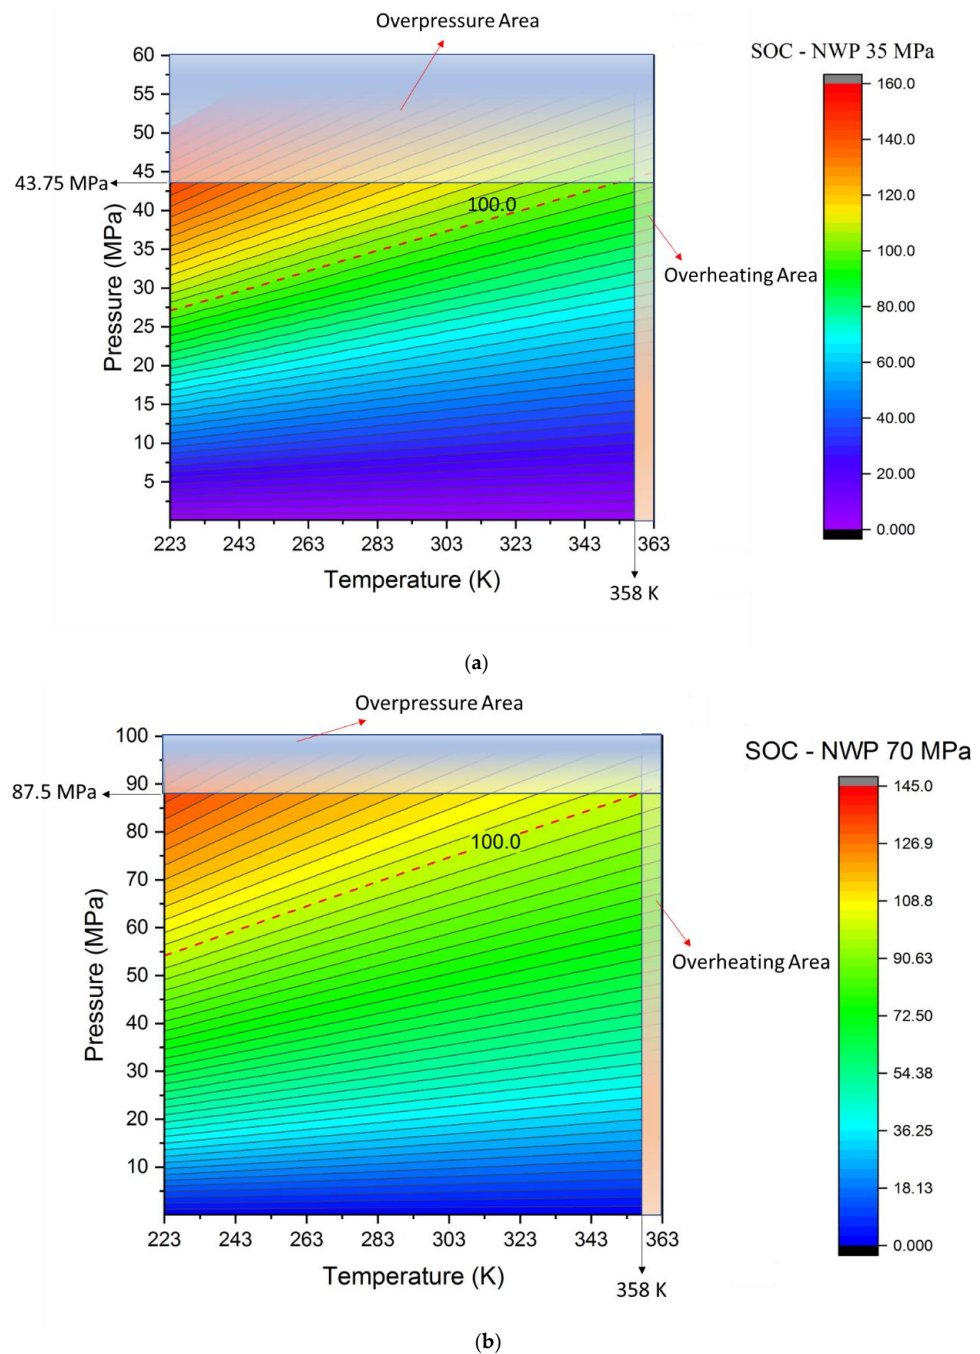 Overpressure Area
SOC - NWP 35 MPa
60
55
50
45
43.75 MPa
40
35
30
25
20
15
10
5
Pressure (MPa)
100.0
Overheating Area
160.0
140.0
120.0
100.0
80.00
60.00
40.00
20.00
0.000
223 243 263 283 303 323 343 363
Temperature (K)
358 K
(a)
Overpressure Area
SOC - NWP 70 MPa
100
90
87.5 MPa
80
70
60
50
40
30
20
10
Pressure (MPa)
100.0
Overheating Area
145.0
126.9
108.8
90.63
72.50
54.38
36.25
18.13
0.000
223 243 263 283 303 323 343 363
Temperature (K)
358 K
(b)